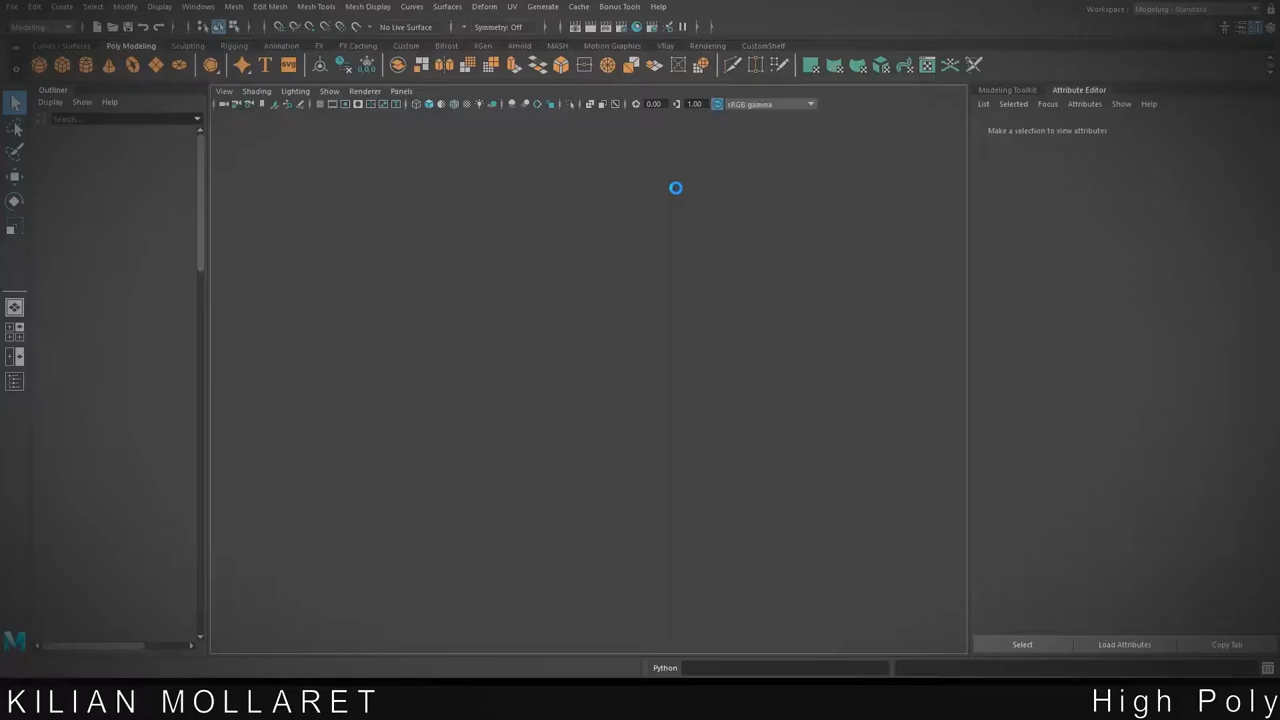 File Edit Create Select Modify Display Windows Mesh Edit Mesh Mesh Tools Mesh Display Curves Surfaces Deform UV Generate Cache Bonus Tools Help
Workspace : Modeling - Standard
Modeling
No Live Surface
Symmetry: Off
Curves / Surfaces Poly Modeling Sculpting Rigging Animation FX FX Caching Custom Bifrost XGen Arnold MASH Motion Graphics VRay Rendering CustomShelf
T SVG
Outliner
Display Show Help
Search...
View Shading Lighting Show Renderer Panels
0.00 1.00 sRGB gamma
Modeling Toolkit Attribute Editor
List Selected Focus Attributes Show Help
Make a selection to view attributes
Select Load Attributes Copy Tab
Python
KILIAN MOLLARET
High Poly